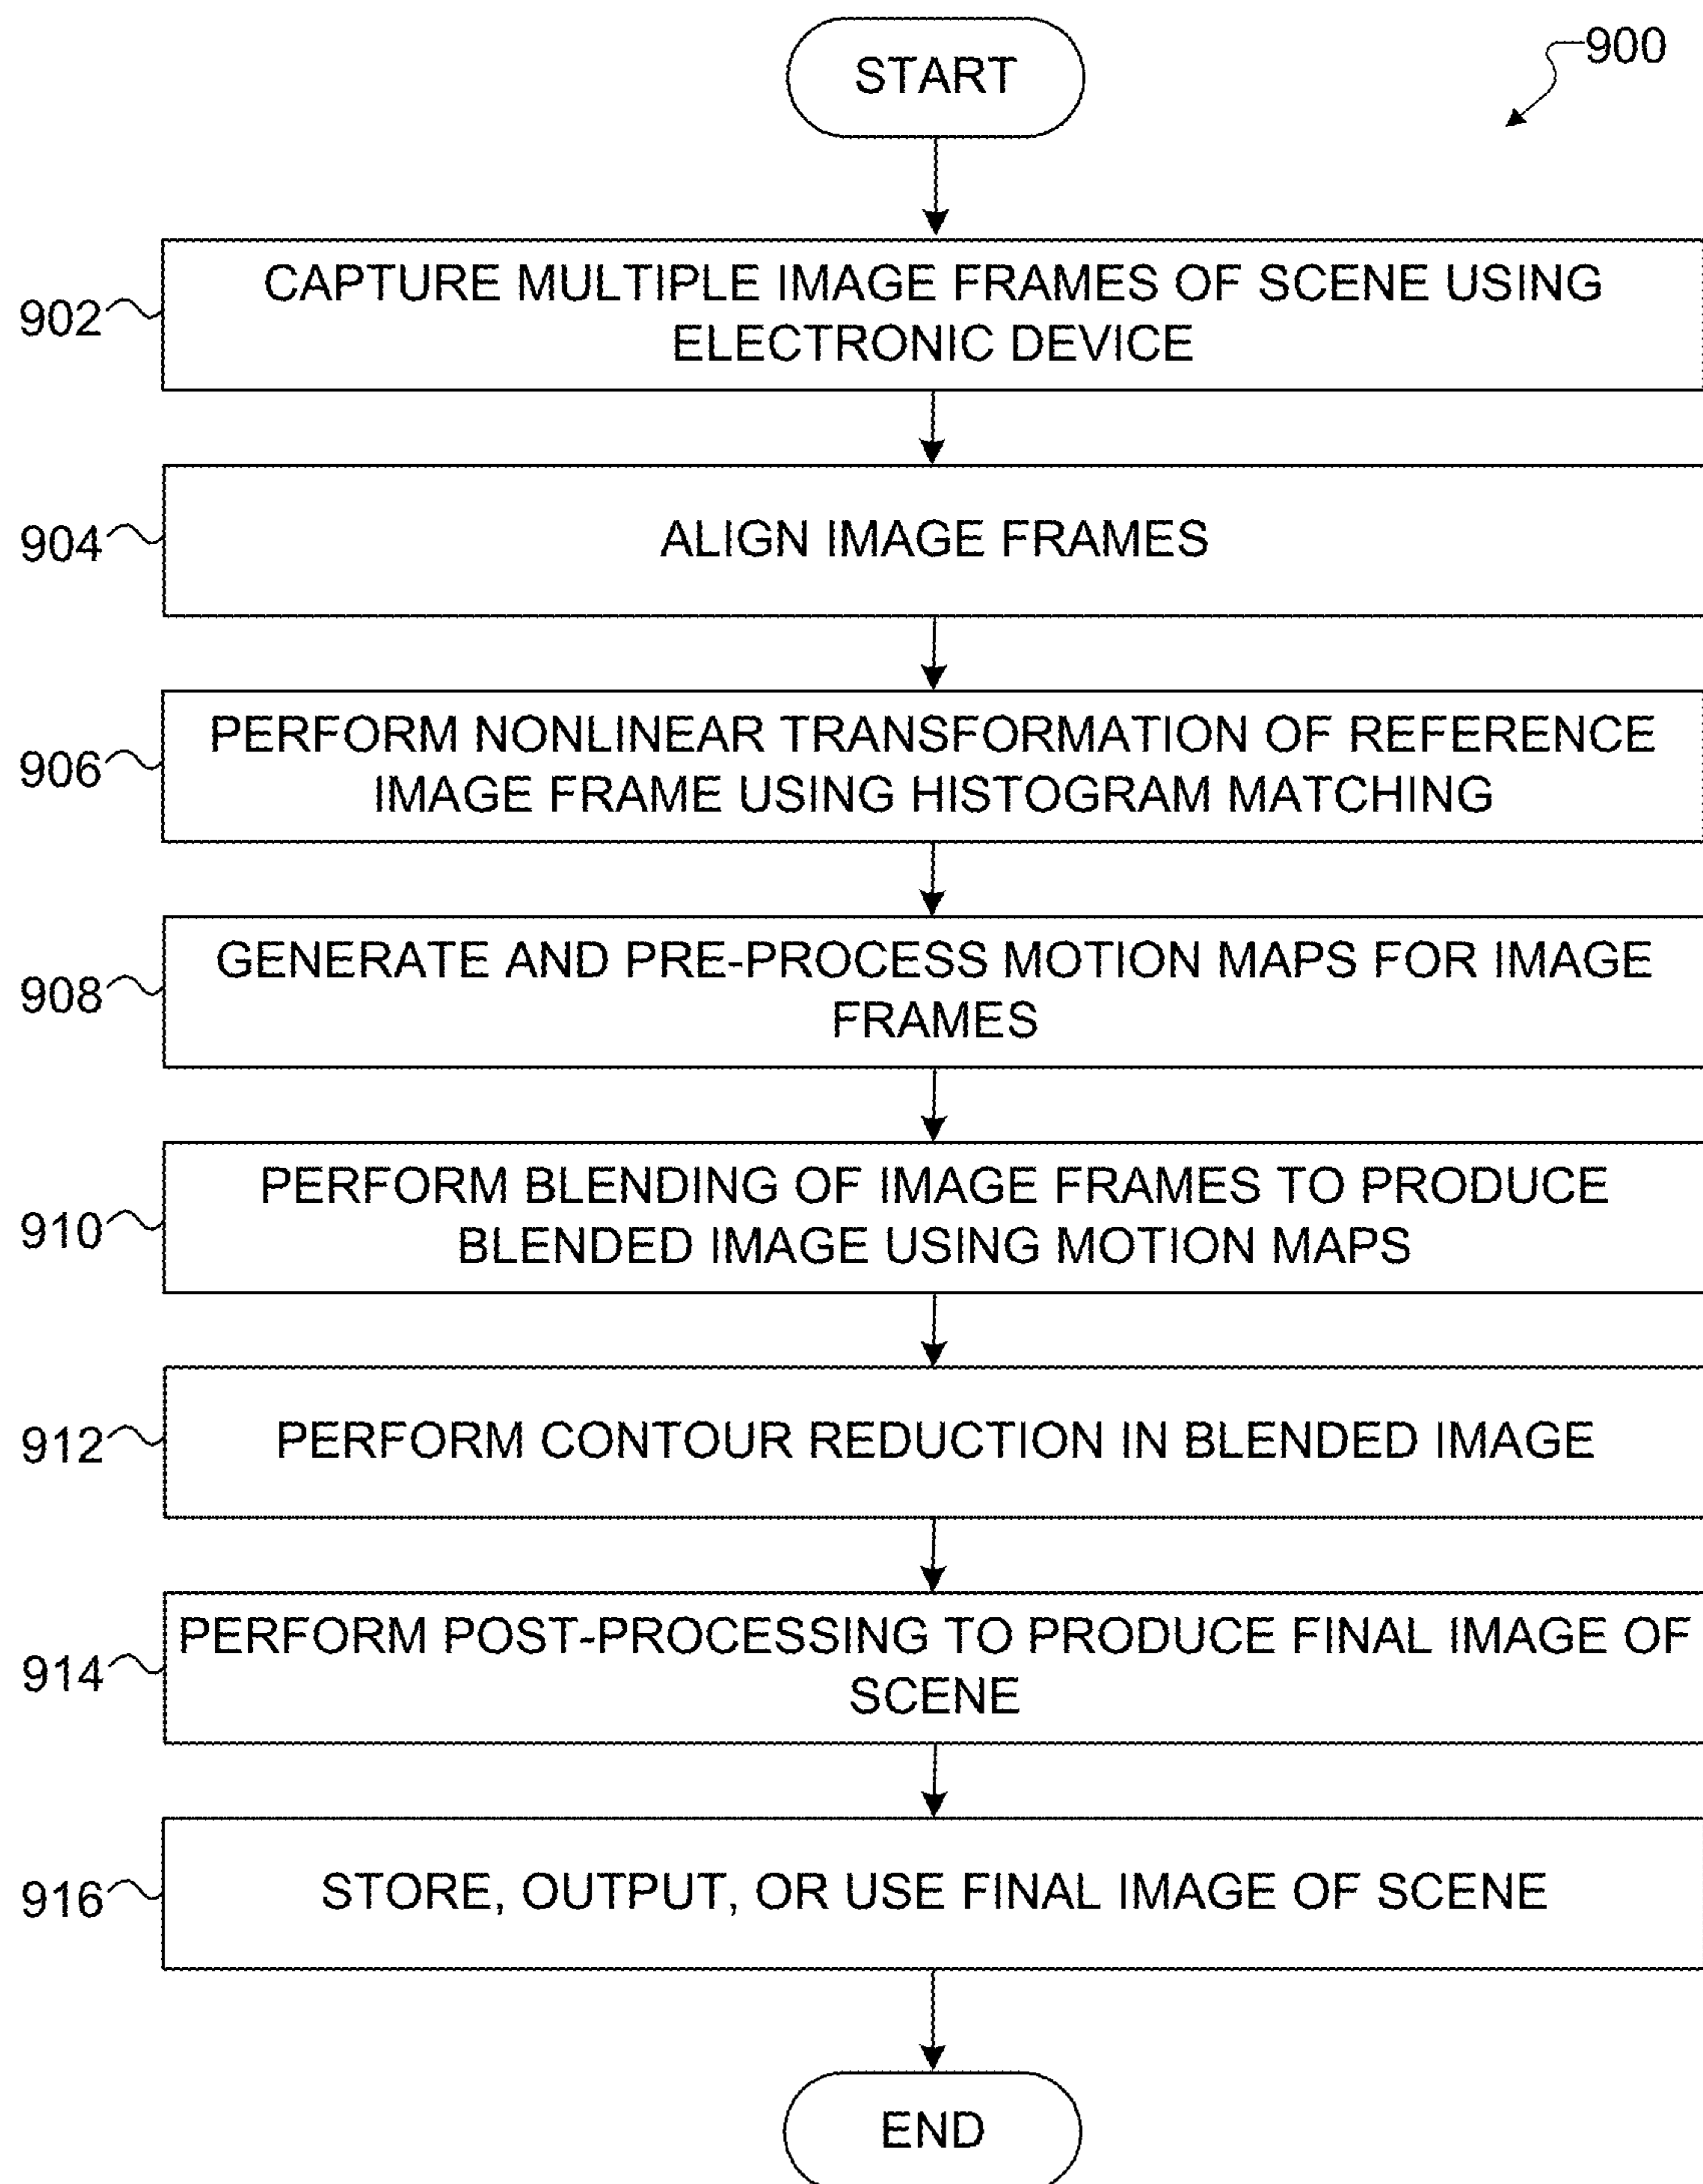 START
900
902
CAPTURE MULTIPLE IMAGE FRAMES OF SCENE USING
ELECTRONIC DEVICE
904
ALIGN IMAGE FRAMES
906
PERFORM NONLINEAR TRANSFORMATION OF REFERENCE
IMAGE FRAME USING HISTOGRAM MATCHING
908
GENERATE AND PRE-PROCESS MOTION MAPS FOR IMAGE
FRAMES
910
PERFORM BLENDING OF IMAGE FRAMES TO PRODUCE
BLENDED IMAGE USING MOTION MAPS
912
PERFORM CONTOUR REDUCTION IN BLENDED IMAGE
914
PERFORM POST-PROCESSING TO PRODUCE FINAL IMAGE OF
SCENE
916
STORE, OUTPUT, OR USE FINAL IMAGE OF SCENE
END